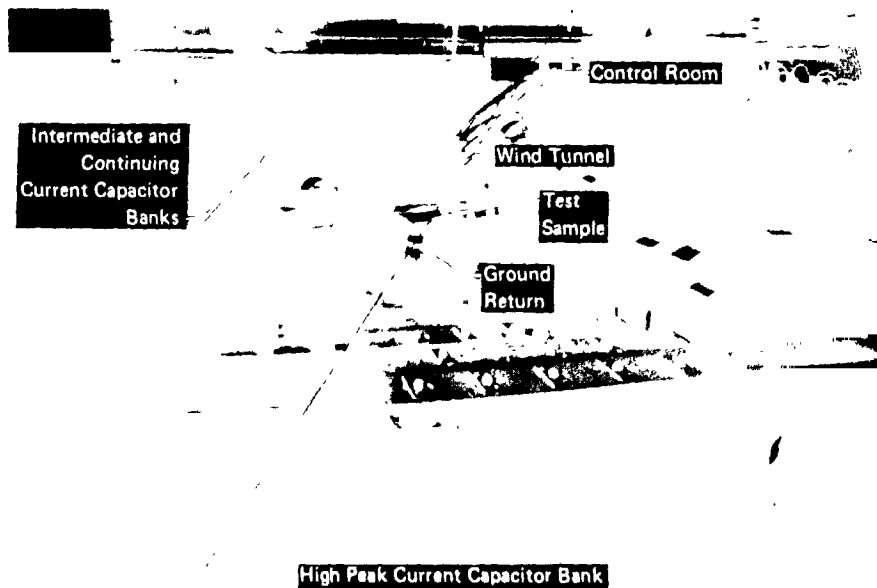 Control Room
Intermediate and
Continuing
Current Capacitor
Banks
Wind Tunnel
Test
Sample
Ground
Return
High Peak Current Capacitor Bank